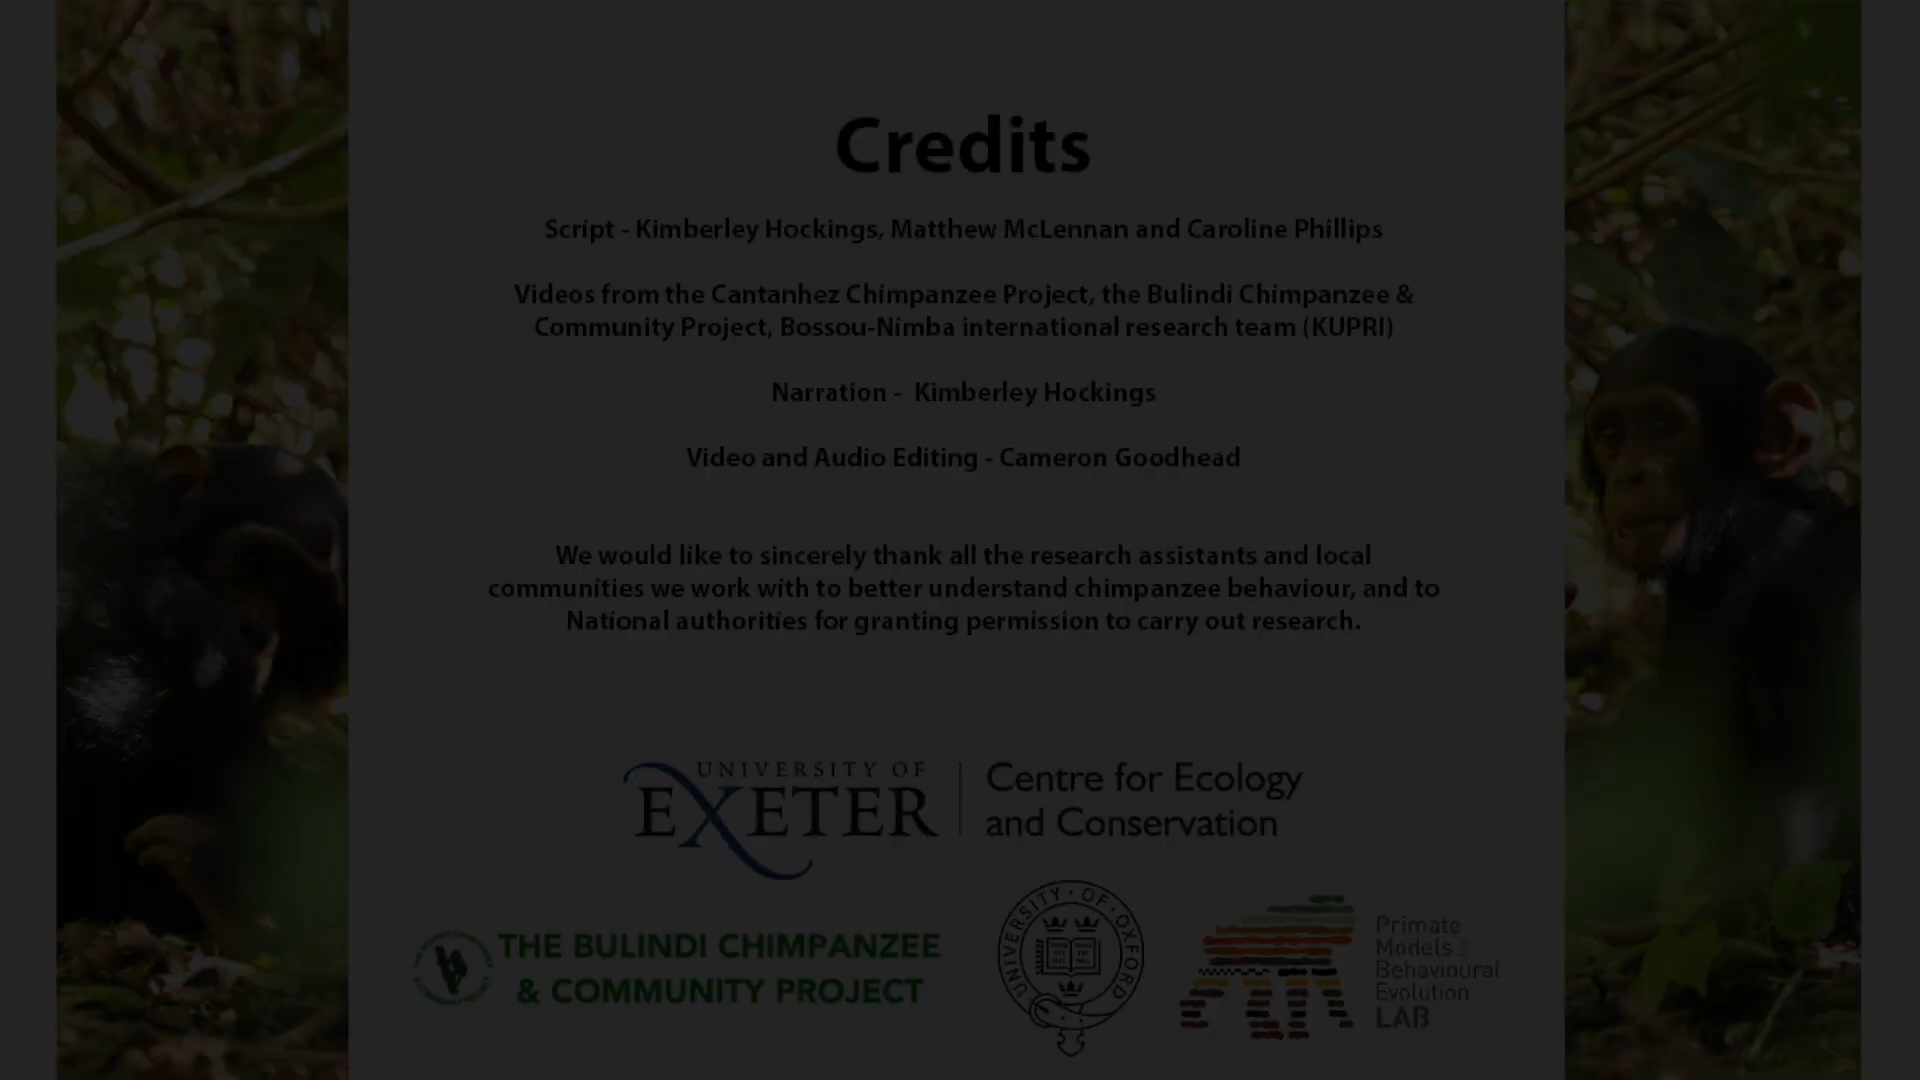 Credits
Script - Kimberley Hockings, Matthew McLennan and Caroline Phillips
Videos from the Cantanhez Chimpanzee Project, the Bulindi Chimpanzee &
Community Project, Bossou-Nimba international research team (KUPRI)
Narration - Kimberley Hockings
Video and Audio Editing - Cameron Goodhead
We would like to sincerely thank all the research assistants and local
communities we work with to better understand chimpanzee behaviour, and to
National authorities for granting permission to carry out research.
UNIVERSITY OF
EXETER
Centre for Ecology
and Conservation
THE BULINDI CHIMPANZEE
& COMMUNITY PROJECT
UNIVERSITY · OF · OXFORD
Primate
Models &
Behavioural
Evolution
LAB